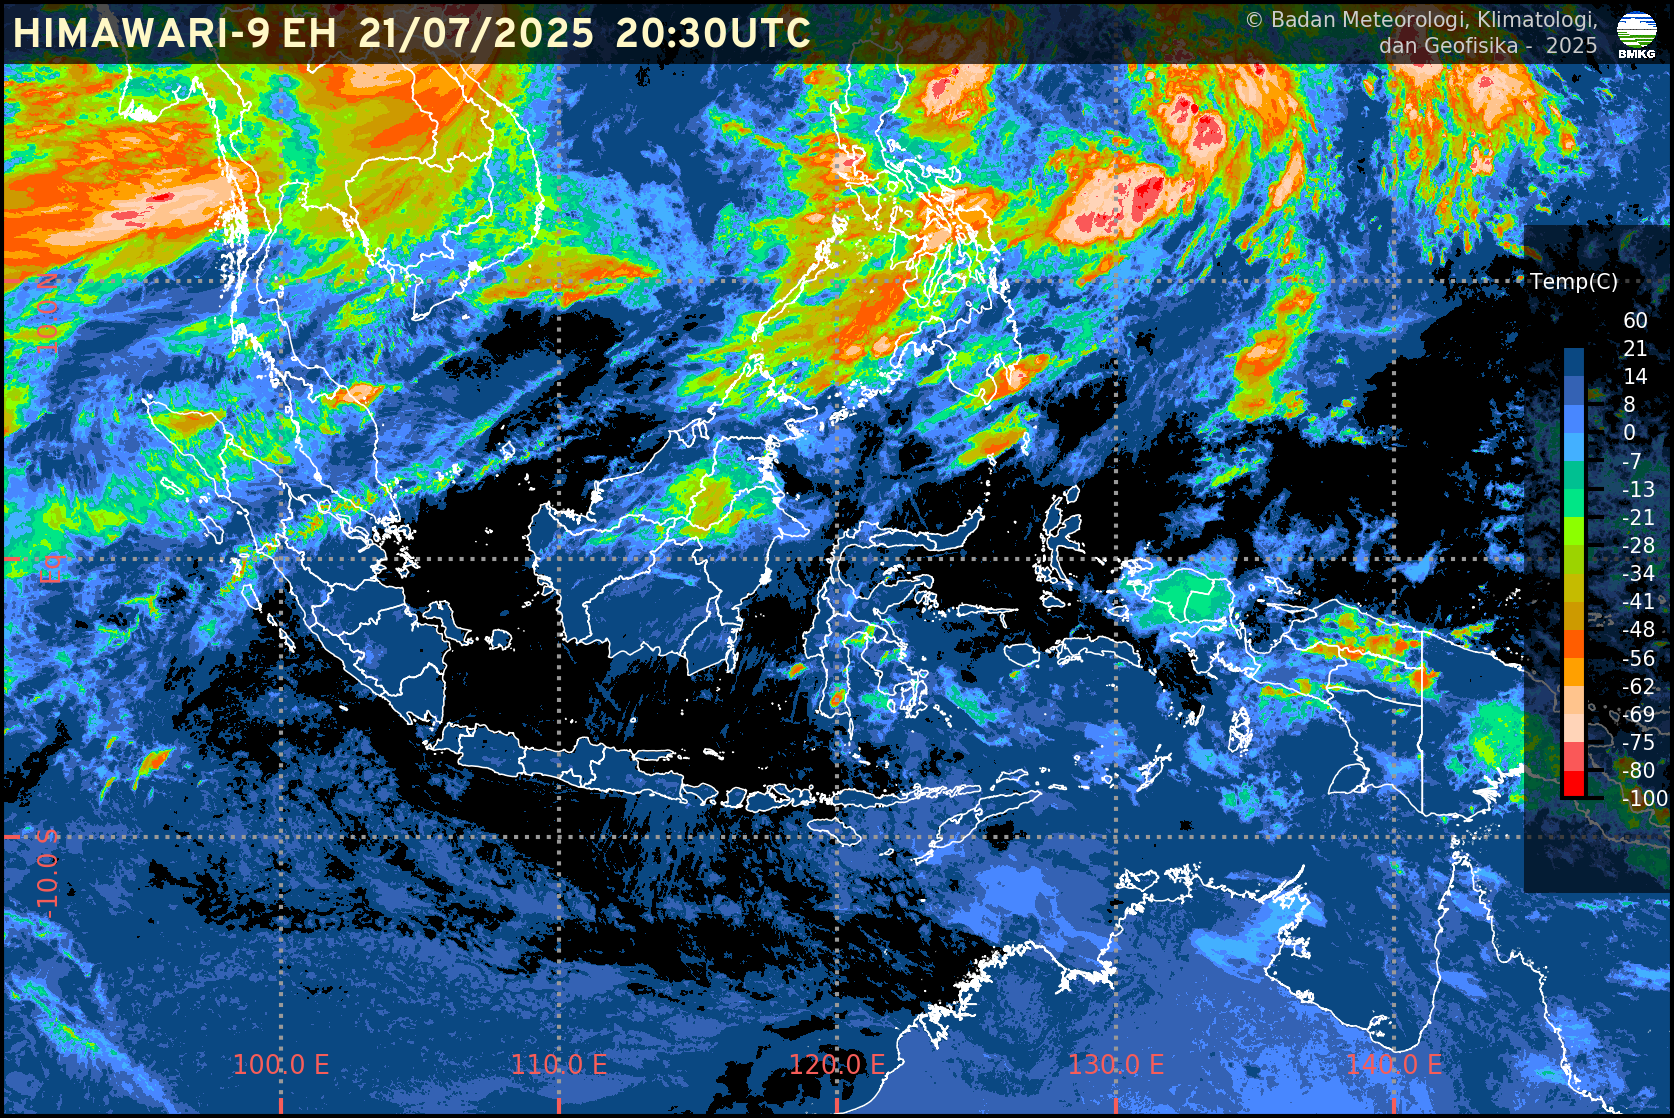 HIMAWARI-9 EH 21/07/2025 20:30UTC
© Badan Meteorologi, Klimatologi,
dan Geofisika - 2025
BMKG
Temp(C)
60
21
14
8
0
-7
-13
-21
-28
-34
-41
-48
-56
-62
-69
-75
-80
-100
10.0 N
Eq
-10.0 S
100.0 E
110.0 E
120.0 E
130.0 E
140.0 E